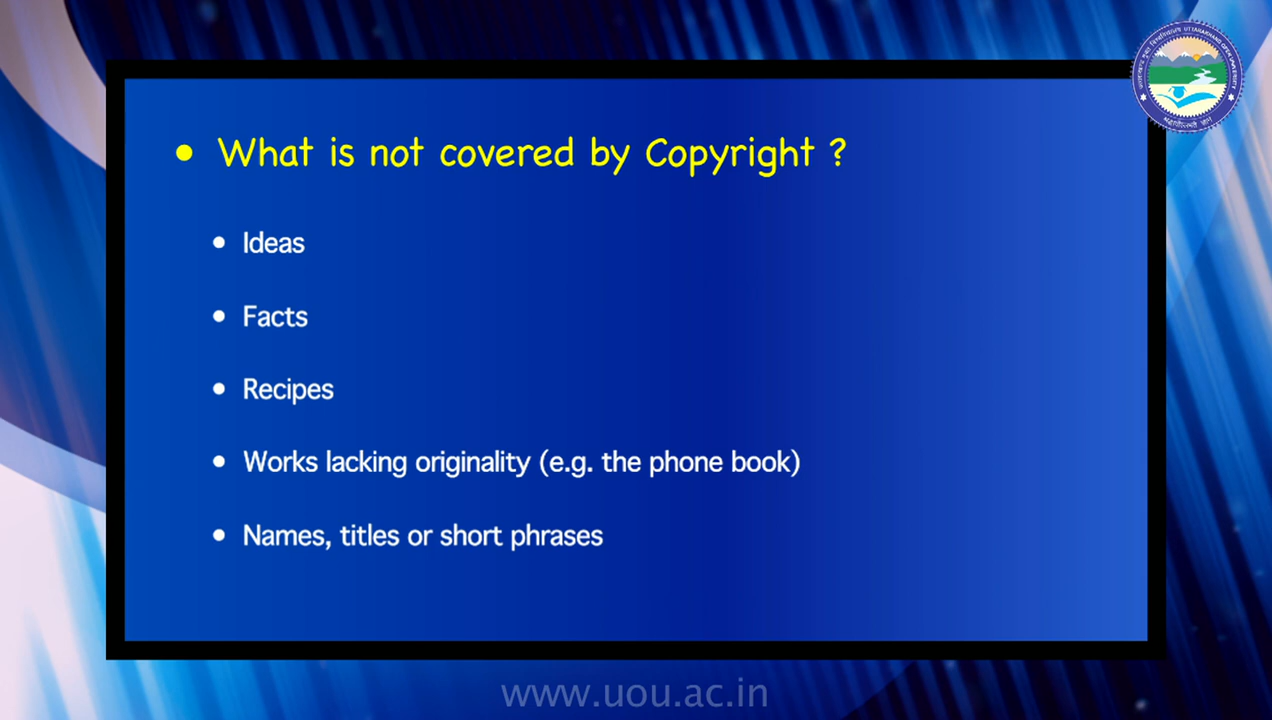 What is not covered by Copyright ?
Ideas
Facts
Recipes
Works lacking originality (e.g. the phone book)
Names, titles or short phrases
www.uou.ac.in